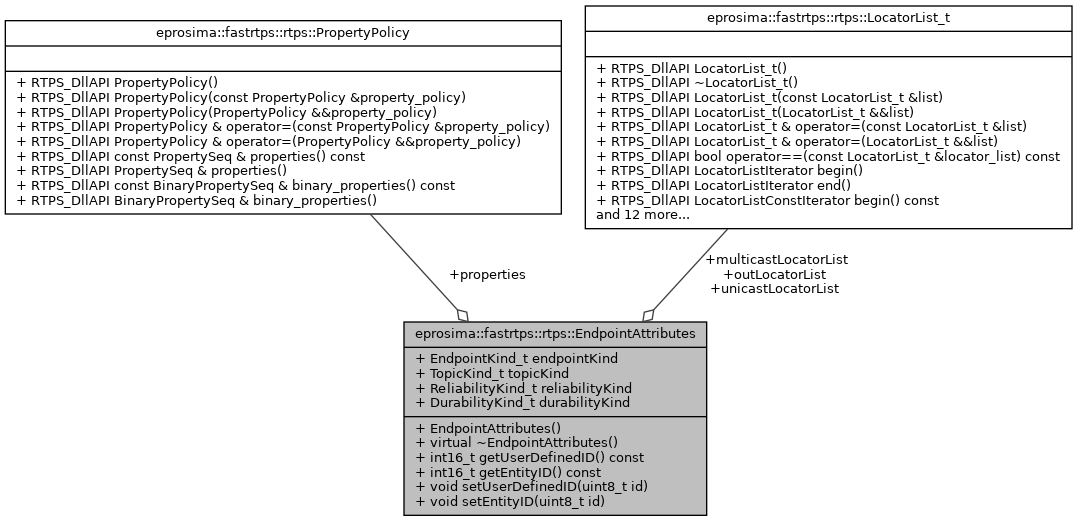 eprosima::fastrtps::rtps::PropertyPolicy
+ RTPS_DllAPI PropertyPolicy()
+ RTPS_DllAPI PropertyPolicy(const PropertyPolicy &property_policy)
+ RTPS_DllAPI PropertyPolicy(PropertyPolicy &&property_policy)
+ RTPS_DllAPI PropertyPolicy & operator=(const PropertyPolicy &property_policy)
+ RTPS_DllAPI PropertyPolicy & operator=(PropertyPolicy &&property_policy)
+ RTPS_DllAPI const PropertySeq & properties() const
+ RTPS_DllAPI PropertySeq & properties()
+ RTPS_DllAPI const BinaryPropertySeq & binary_properties() const
+ RTPS_DllAPI BinaryPropertySeq & binary_properties()
eprosima::fastrtps::rtps::LocatorList_t
+ RTPS_DllAPI LocatorList_t()
+ RTPS_DllAPI ~LocatorList_t()
+ RTPS_DllAPI LocatorList_t(const LocatorList_t &list)
+ RTPS_DllAPI LocatorList_t(LocatorList_t &&list)
+ RTPS_DllAPI LocatorList_t & operator=(const LocatorList_t &list)
+ RTPS_DllAPI LocatorList_t & operator=(LocatorList_t &&list)
+ RTPS_DllAPI bool operator==(const LocatorList_t &locator_list) const
+ RTPS_DllAPI LocatorListIterator begin()
+ RTPS_DllAPI LocatorListIterator end()
+ RTPS_DllAPI LocatorListConstIterator begin() const
and 12 more...
+properties
+multicastLocatorList
+outLocatorList
+unicastLocatorList
eprosima::fastrtps::rtps::EndpointAttributes
+ EndpointKind_t endpointKind
+ TopicKind_t topicKind
+ ReliabilityKind_t reliabilityKind
+ DurabilityKind_t durabilityKind
+ EndpointAttributes()
+ virtual ~EndpointAttributes()
+ int16_t getUserDefinedID() const
+ int16_t getEntityID() const
+ void setUserDefinedID(uint8_t id)
+ void setEntityID(uint8_t id)